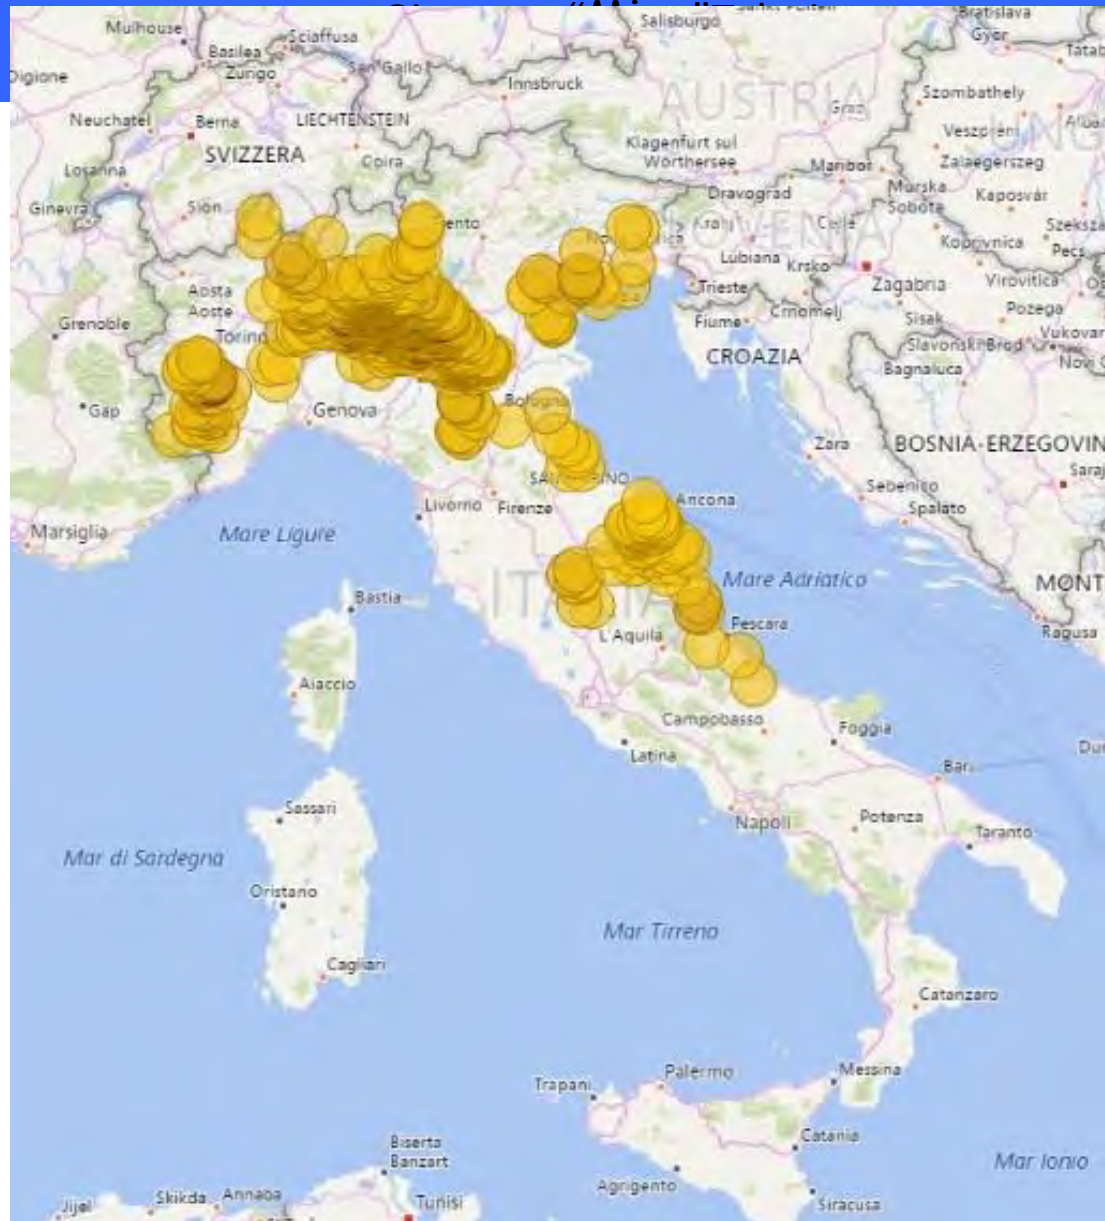 Salisburgo
Bratislava
Mulhouse
Sciaffusa
Györ
Basilea
Zurigo
San Gallo
Innsbruck
Digione
AUSTRIA
Graz
Szombathely
Neuchatel
Berna
LIECHTENSTEIN
Veszprém
SVIZZERA
Coira
Klagenfurt sul
Wörthersee
Maribor
Zalaegerszeg
Losanna
Dravograd
Murska
Sobota
Kaposvár
Ginevra
Sion
SLOVENIA
Celje
Koprivnica
Pecs
Lubiana
Krsko
Virovitica
Aosta
Aoste
Trieste
Zagabria
Grenoble
Torino
Fiume
Crnomelj
Sisak
Pozega
Vukovar
CROAZIA
Slavonski Brod
Bagnaluca
Gap
Genova
Bologna
Zara
BOSNIA-ERZEGOVIN
Sebenico
Livorno
Firenze
Ancona
Spalato
Marsiglia
Mare Ligure
Mare Adriatico
ITALIA
MONT
Bastia
Pescara
Ragusa
L'Aquila
Aiaccio
Campobasso
Foggia
Latina
Bari
Sassari
Napoli
Potenza
Taranto
Mar di Sardegna
Oristano
Mar Tirreno
Cagliari
Catanzaro
Messina
Palermo
Trapani
Catania
Biserta
Banzart
Mar Ionio
Agrigento
Jijel
Skikda
Annaba
Tunisi
Siracusa